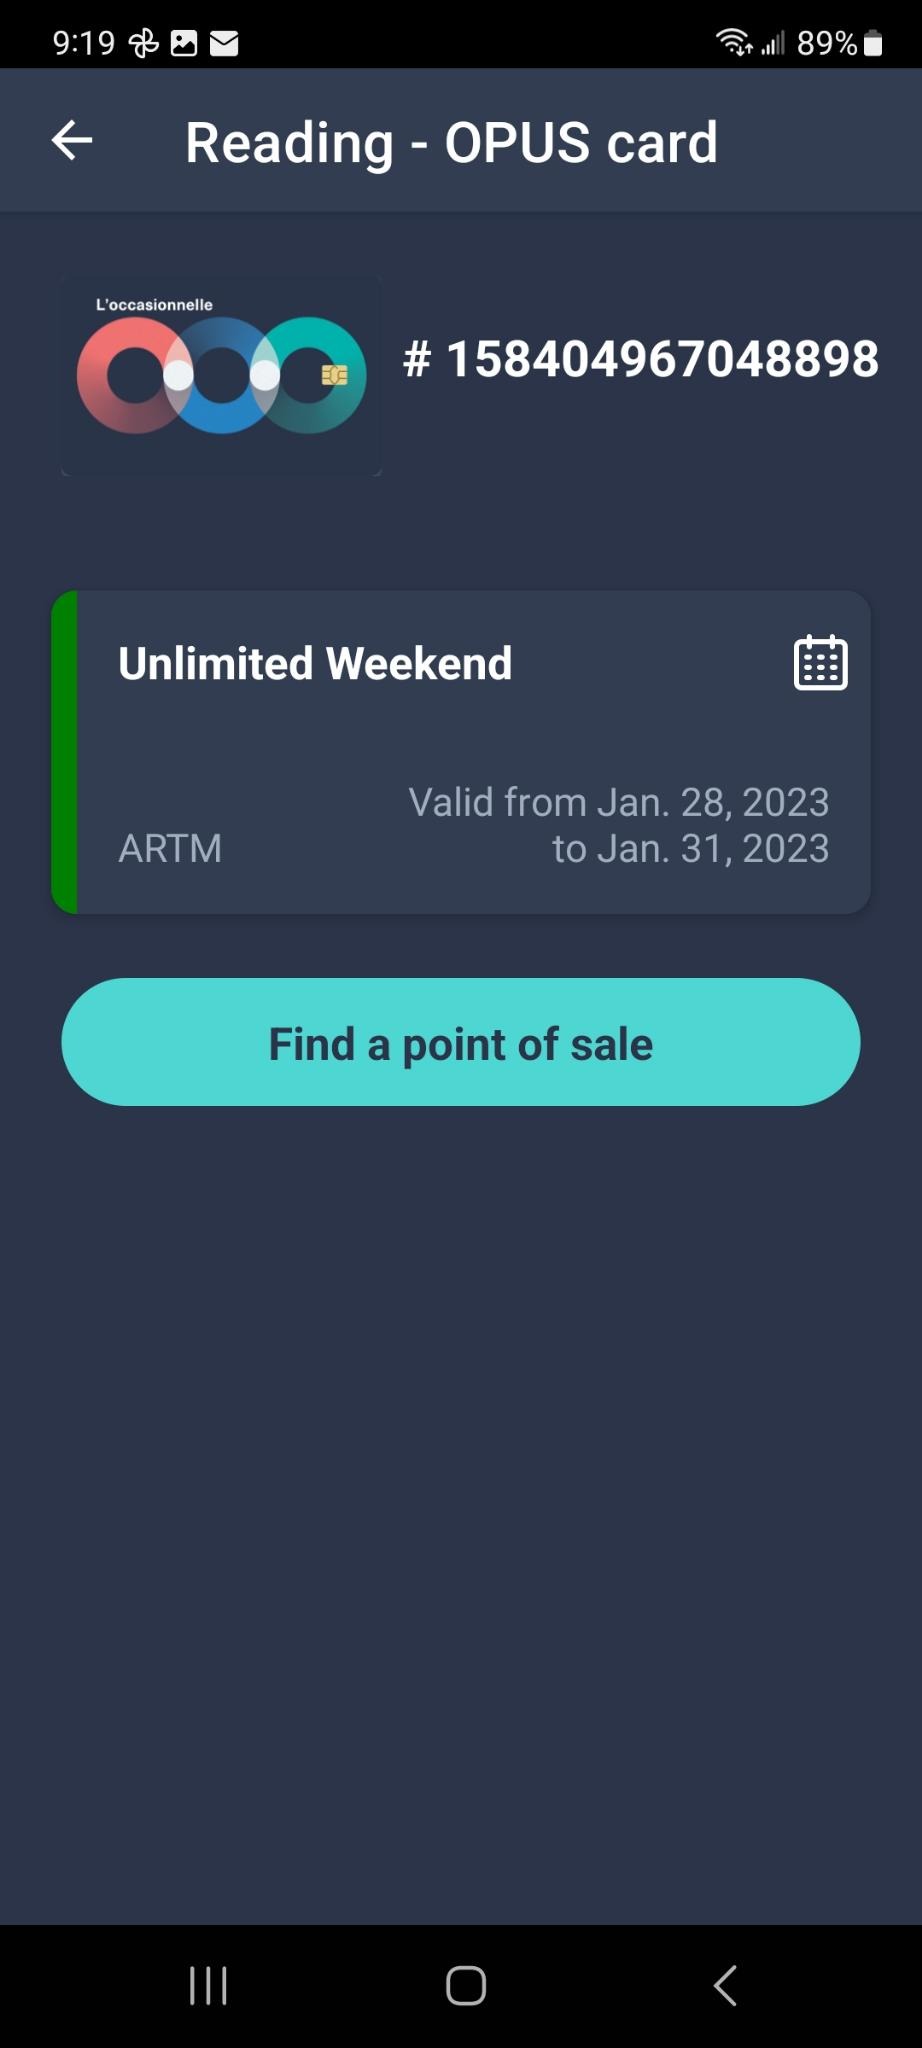 9:19
89%
Reading - OPUS card
L'occasionnelle
# 158404967048898
Unlimited Weekend
Valid from Jan. 28, 2023
ARTM to Jan. 31, 2023
Find a point of sale